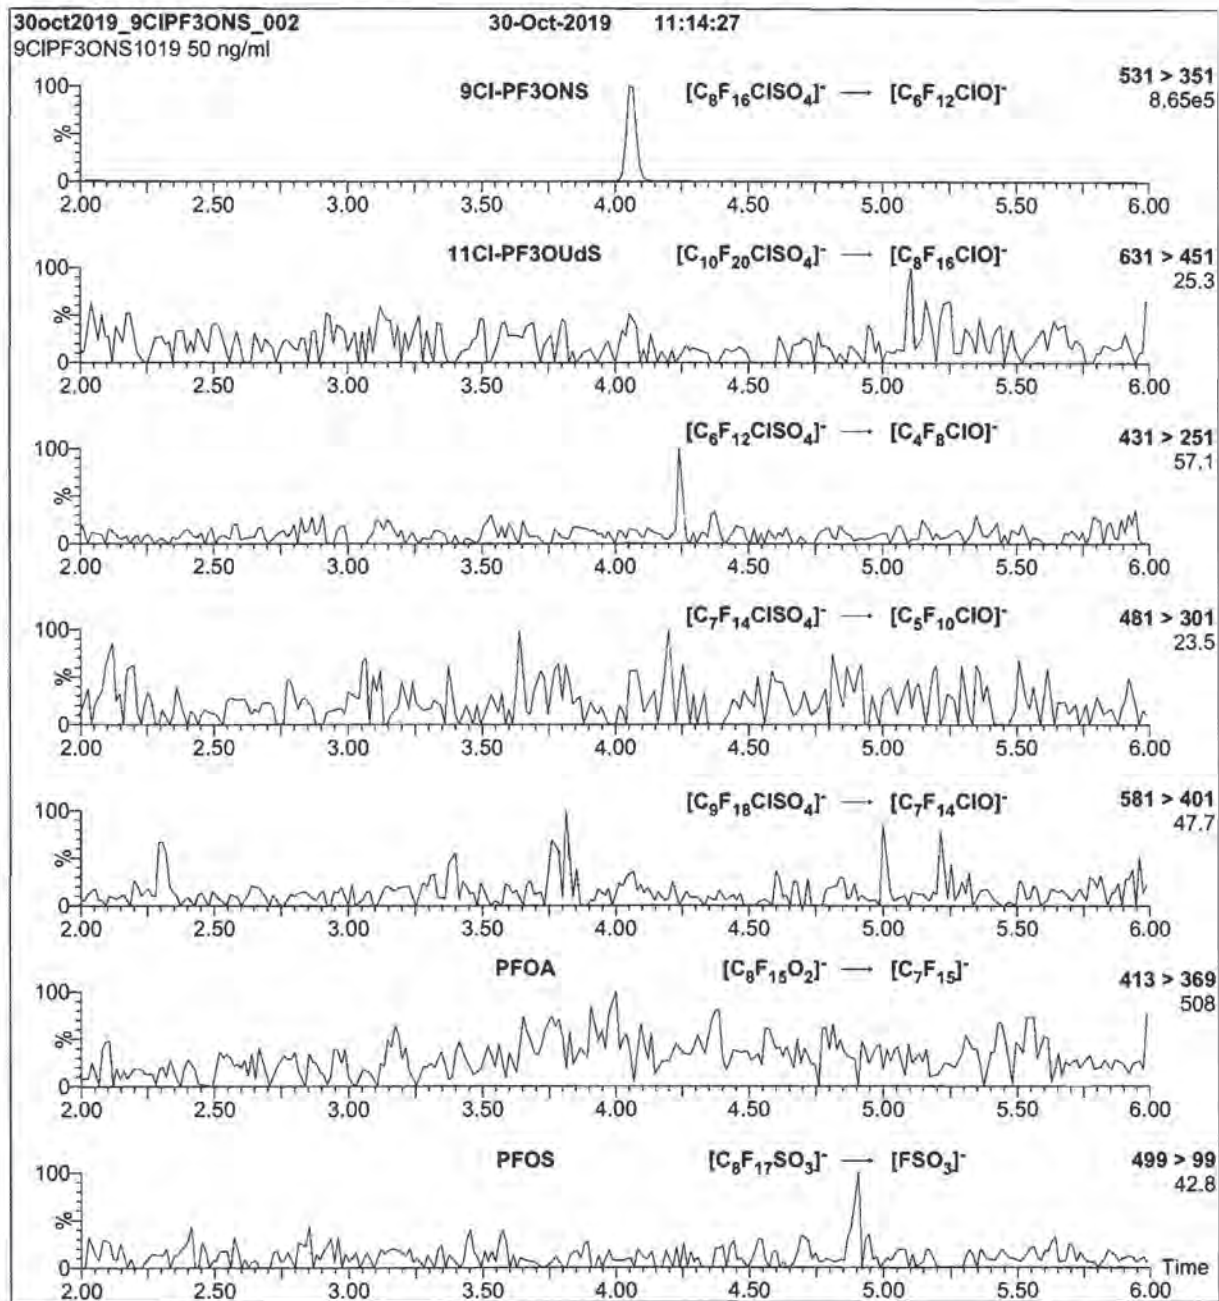 30oct2019_9ClPF3ONS_002 30-Oct-2019 11:14:27
9ClPF3ONS1019 50 ng/ml
9Cl-PF3ONS [C₈F₁₆ClSO₄]⁻ → [C₆F₁₂ClO]⁻ 531 > 351
8.65e5
100
%
0
2.00 2.50 3.00 3.50 4.00 4.50 5.00 5.50 6.00
11Cl-PF3OUdS [C₁₀F₂₀ClSO₄]⁻ → [C₈F₁₆ClO]⁻ 631 > 451
25.3
100
%
0
2.00 2.50 3.00 3.50 4.00 4.50 5.00 5.50 6.00
[C₆F₁₂ClSO₄]⁻ → [C₄F₈ClO]⁻ 431 > 251
57.1
100
%
0
2.00 2.50 3.00 3.50 4.00 4.50 5.00 5.50 6.00
[C₇F₁₄ClSO₄]⁻ → [C₅F₁₀ClO]⁻ 481 > 301
23.5
100
%
0
2.00 2.50 3.00 3.50 4.00 4.50 5.00 5.50 6.00
[C₉F₁₈ClSO₄]⁻ → [C₇F₁₄ClO]⁻ 581 > 401
47.7
100
%
0
2.00 2.50 3.00 3.50 4.00 4.50 5.00 5.50 6.00
PFOA [C₈F₁₅O₂]⁻ → [C₇F₁₅]⁻ 413 > 369
508
100
%
0
2.00 2.50 3.00 3.50 4.00 4.50 5.00 5.50 6.00
PFOS [C₈F₁₇SO₃]⁻ → [FSO₃]⁻ 499 > 99
42.8
100
%
0 Time
2.00 2.50 3.00 3.50 4.00 4.50 5.00 5.50 6.00